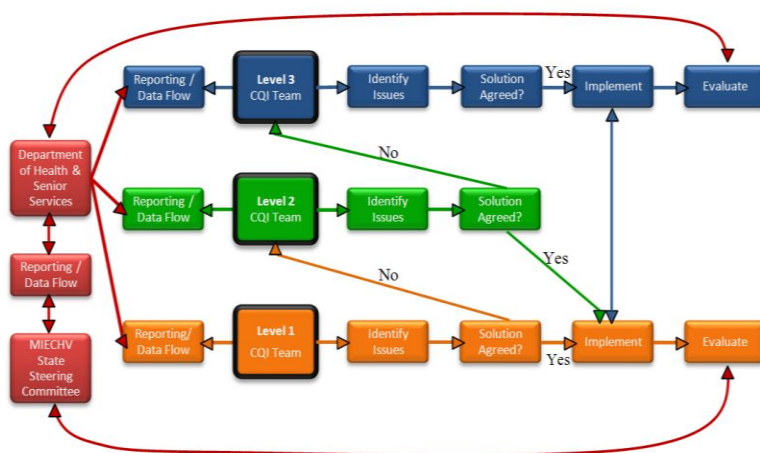 Reporting /
Data Flow
Level 3
CQI Team
Identify
Issues
Solution
Agreed?
Yes
Implement
Evaluate
Department
of Health &
Senior
Services
No
Reporting /
Data Flow
Level 2
CQI Team
Identify
Issues
Solution
Agreed?
Yes
Reporting /
Data Flow
No
Reporting/
Data Flow
Level 1
CQI Team
Identify
Issues
Solution
Agreed?
Yes
Implement
Evaluate
MIECHV
State
Steering
Committee